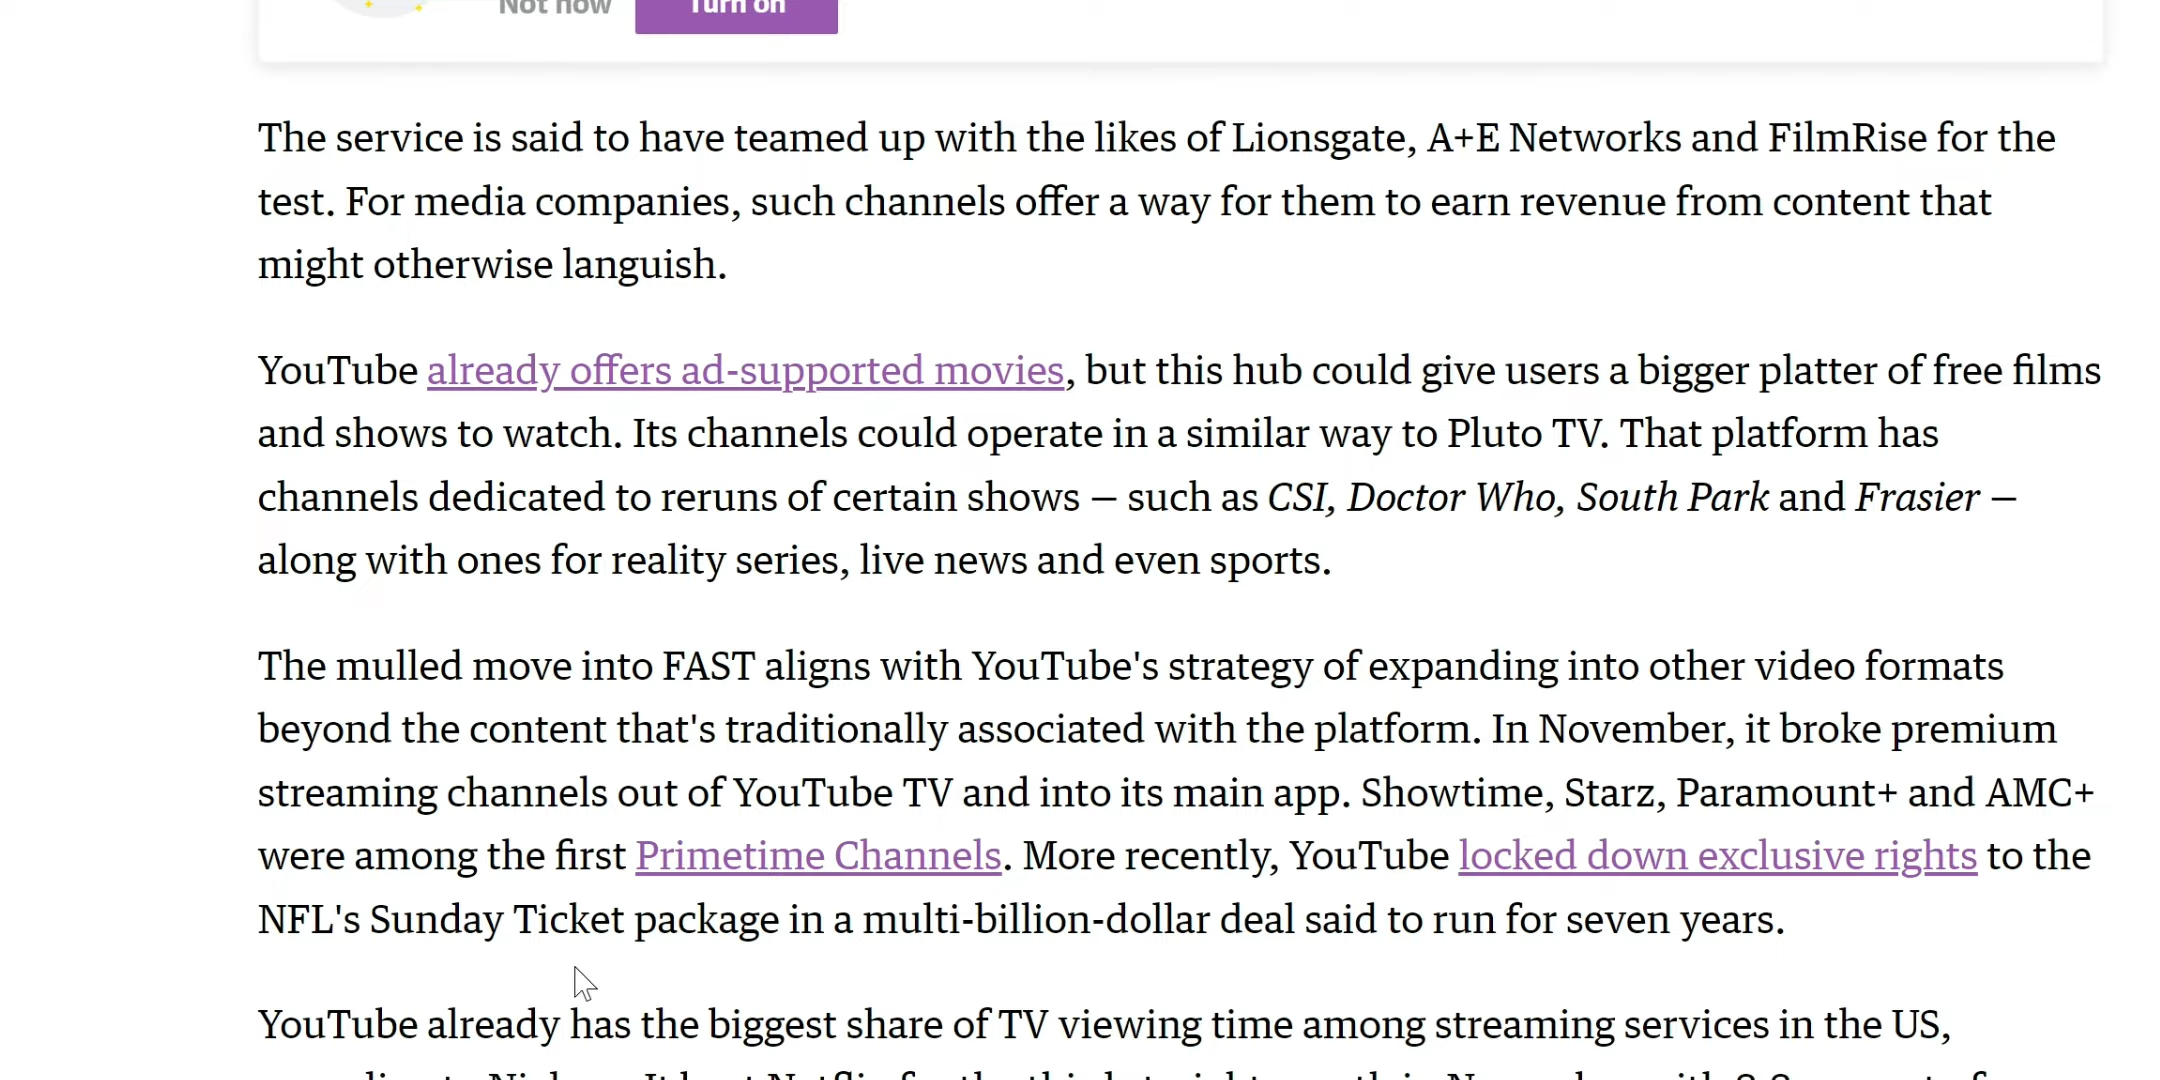 Not now Turn on
The service is said to have teamed up with the likes of Lionsgate, A+E Networks and FilmRise for the
test. For media companies, such channels offer a way for them to earn revenue from content that
might otherwise languish.
YouTube already offers ad-supported movies, but this hub could give users a bigger platter of free films
and shows to watch. Its channels could operate in a similar way to Pluto TV. That platform has
channels dedicated to reruns of certain shows — such as CSI, Doctor Who, South Park and Frasier —
along with ones for reality series, live news and even sports.
The mulled move into FAST aligns with YouTube's strategy of expanding into other video formats
beyond the content that's traditionally associated with the platform. In November, it broke premium
streaming channels out of YouTube TV and into its main app. Showtime, Starz, Paramount+ and AMC+
were among the first Primetime Channels. More recently, YouTube locked down exclusive rights to the
NFL's Sunday Ticket package in a multi-billion-dollar deal said to run for seven years.
YouTube already has the biggest share of TV viewing time among streaming services in the US,